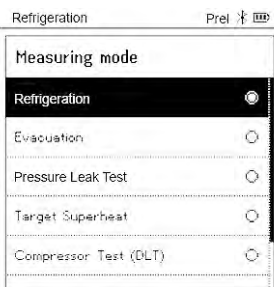 Refrigeration Prel
Measuring mode
Refrigeration
Evacuation
Pressure Leak Test
Target Superheat
Compressor Test (DLT)